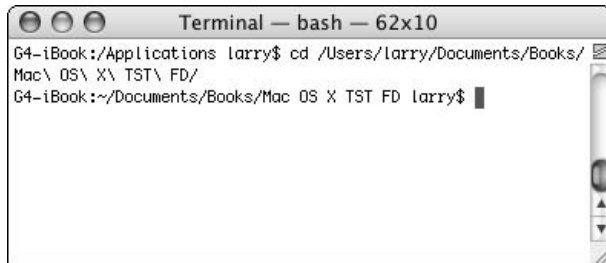 Terminal — bash — 62x10
G4-iBook:/Applications larry$ cd /Users/larry/Documents/Books/
Mac\ OS\ X\ TST\ FD/
G4-iBook:~/Documents/Books/Mac OS X TST FD larry$